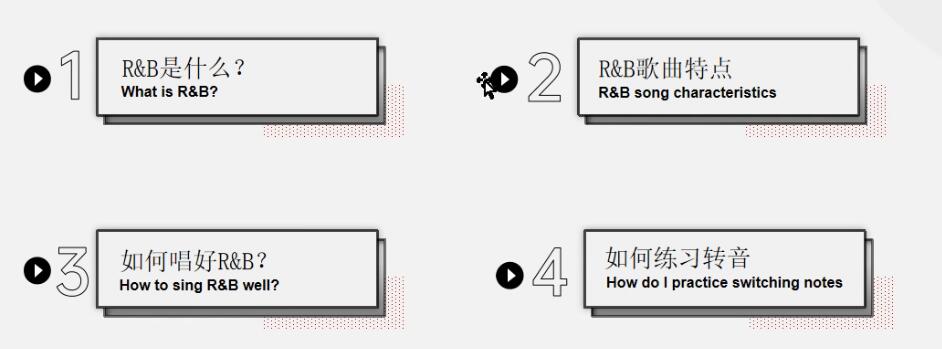 1
R&B是什么？
What is R&B?
2
R&B歌曲特点
R&B song characteristics
3
如何唱好R&B？
How to sing R&B well?
4
如何练习转音
How do I practice switching notes